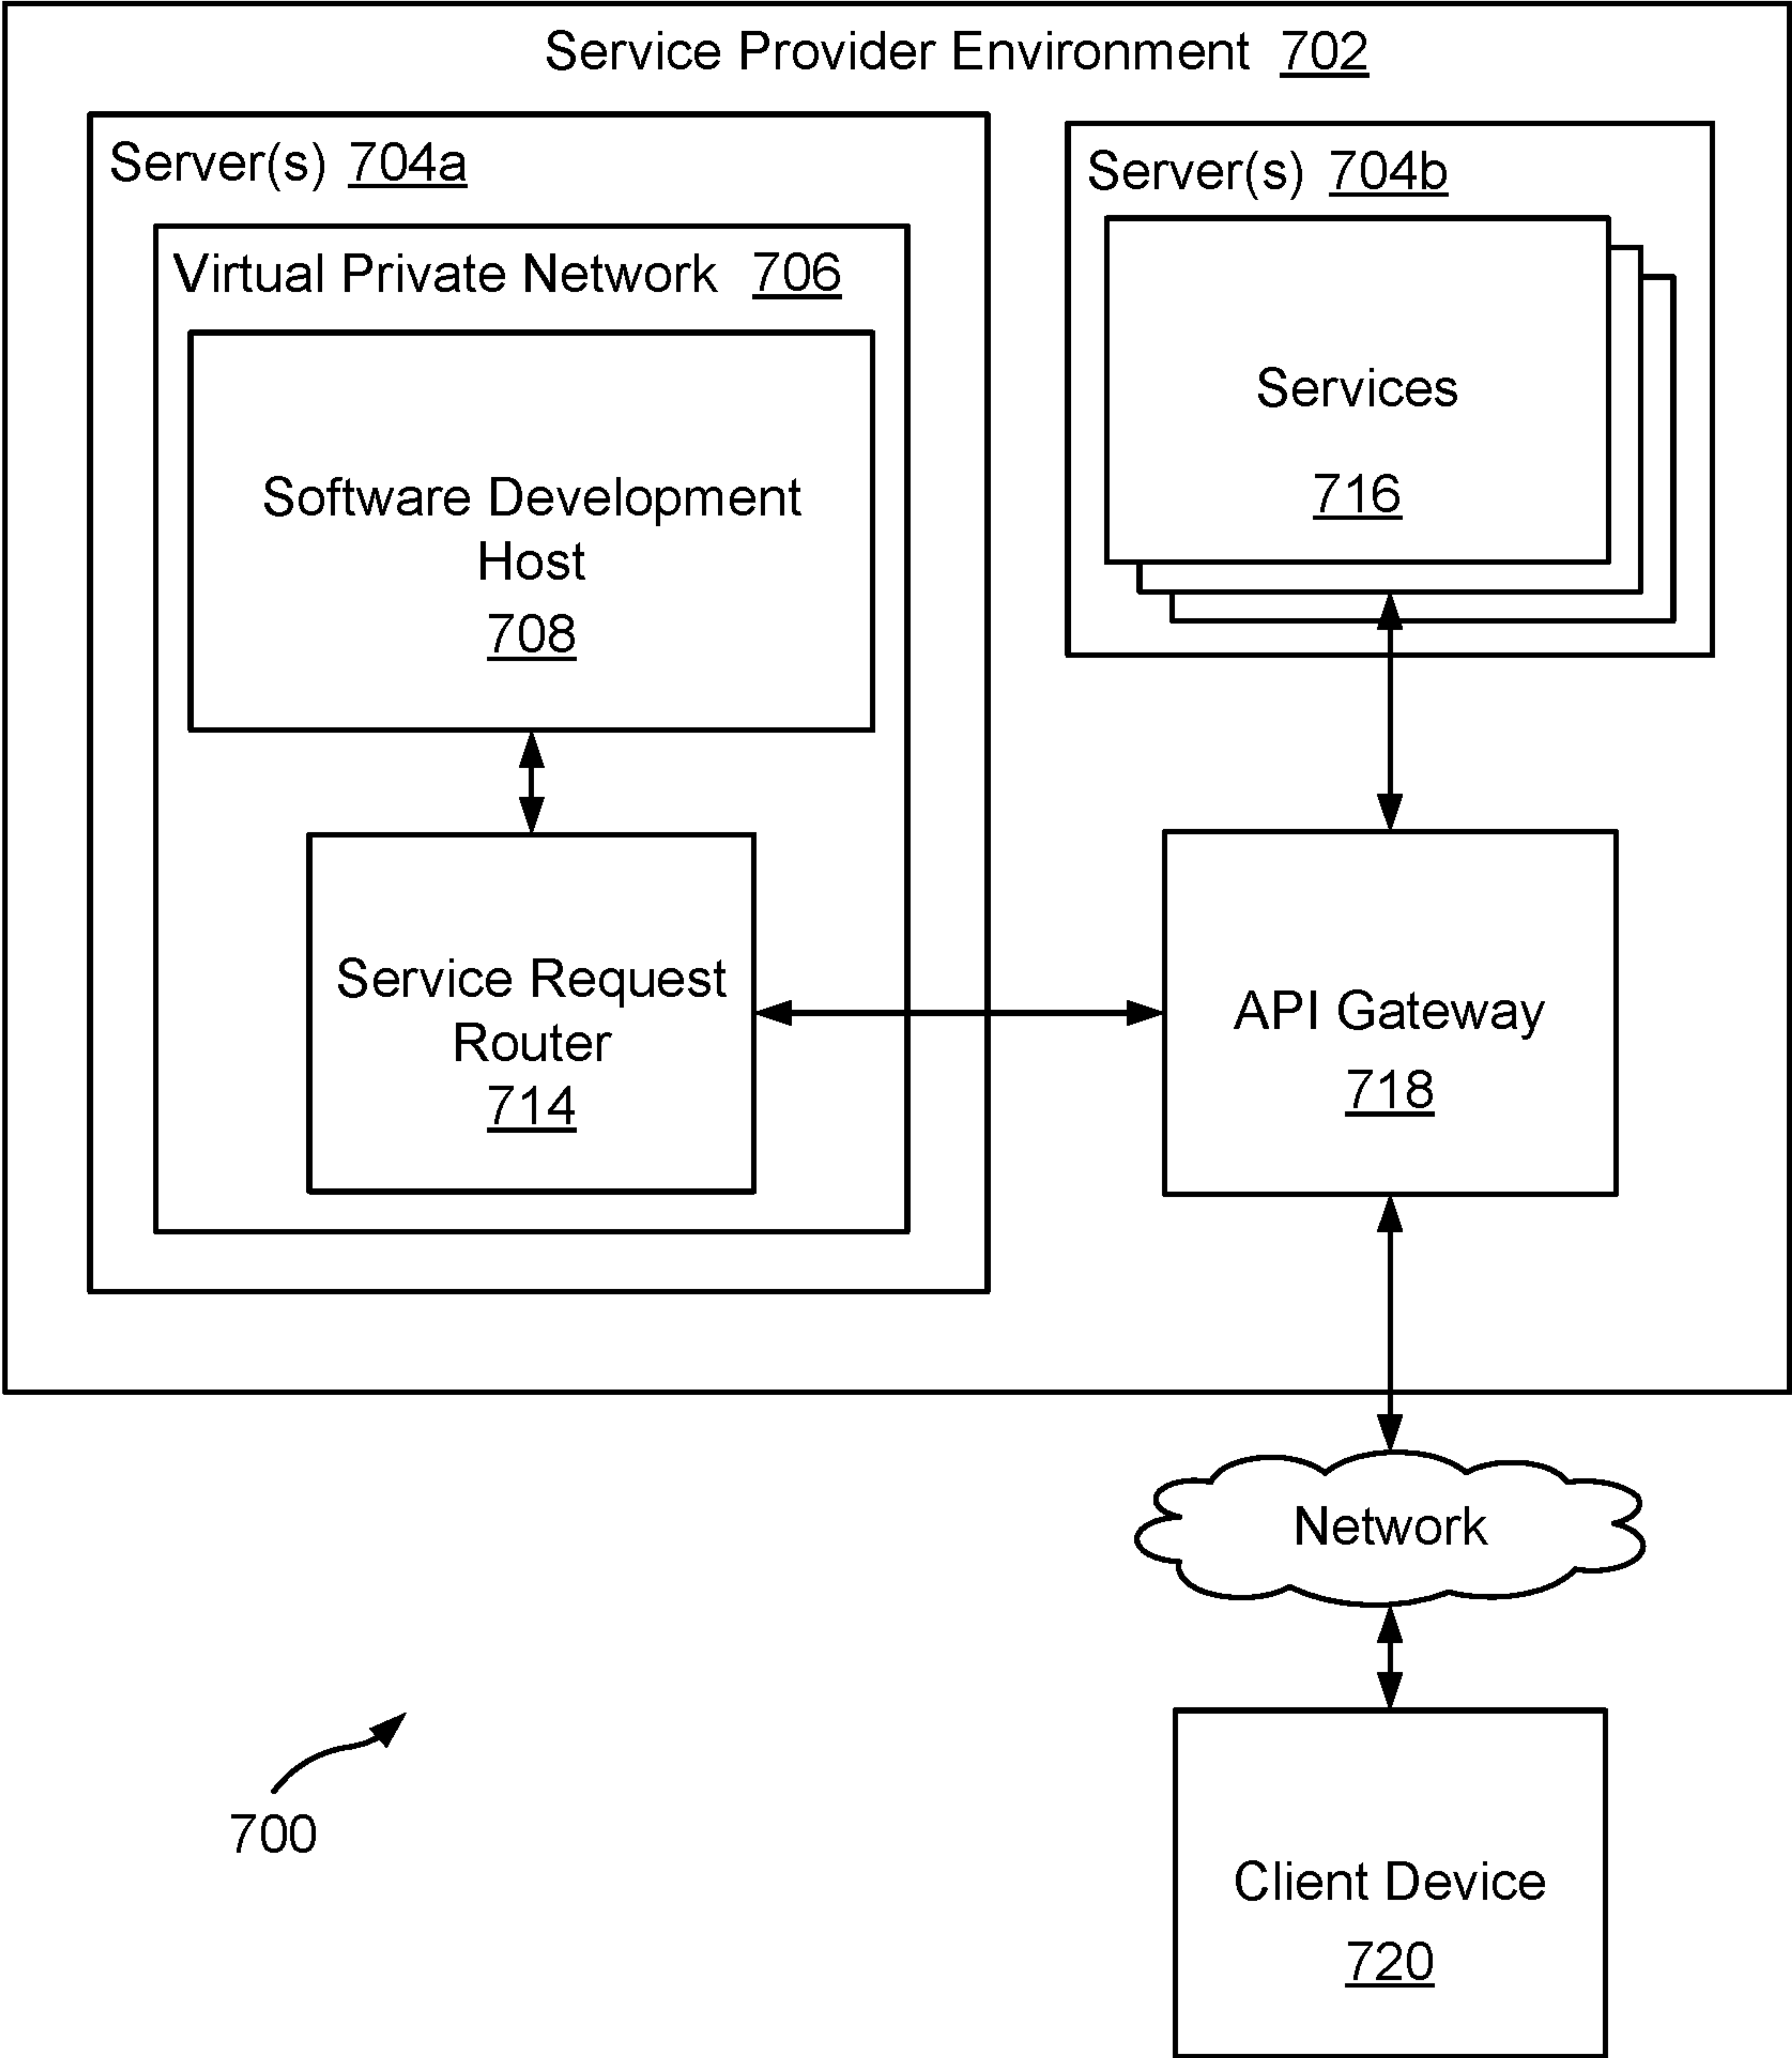 Service Provider Environment 702
Server(s) 704a
Virtual Private Network 706
Software Development
Host
708
Service Request
Router
714
Server(s) 704b
Services
716
API Gateway
718
Network
Client Device
720
700